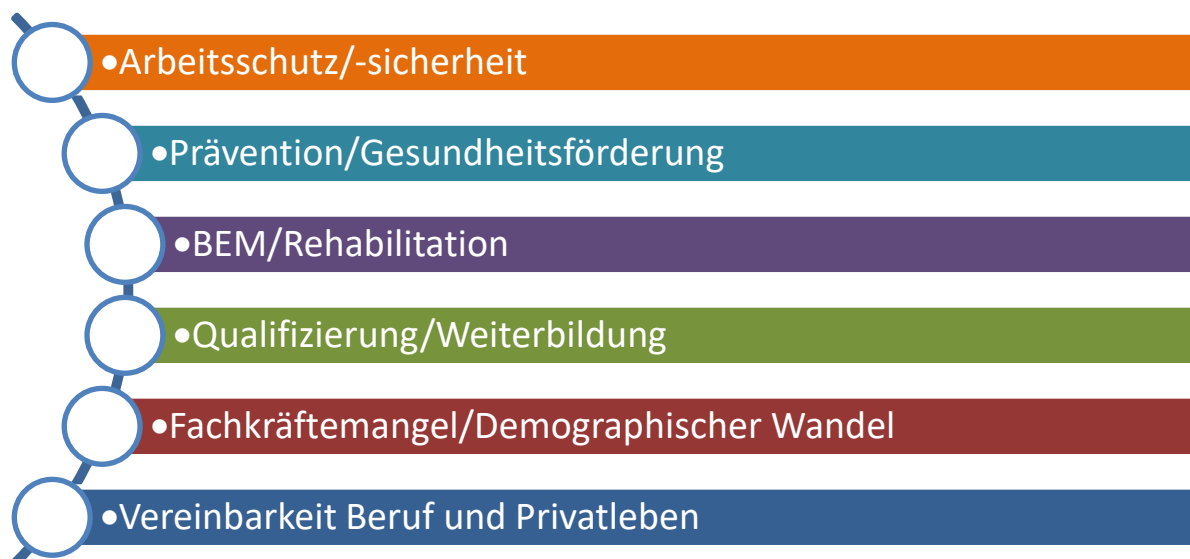 •Arbeitsschutz/-sicherheit
•Prävention/Gesundheitsförderung
•BEM/Rehabilitation
•Qualifizierung/Weiterbildung
•Fachkräftemangel/Demographischer Wandel
•Vereinbarkeit Beruf und Privatleben